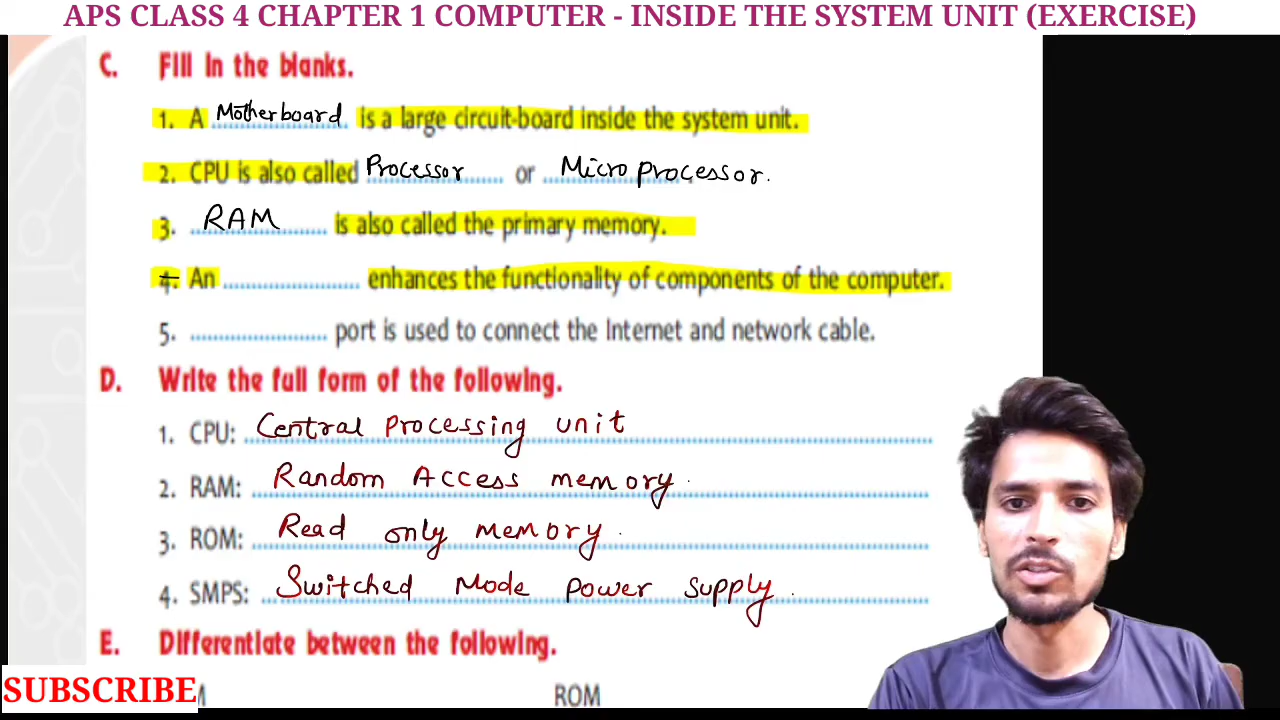 APS CLASS 4 CHAPTER 1 COMPUTER - INSIDE THE SYSTEM UNIT (EXERCISE)
C. Fill in the blanks.
1. A Motherboard is a large circuit-board inside the system unit.
2. CPU is also called Processor or Microprocessor.
3. RAM is also called the primary memory.
4. An .......................... enhances the functionality of components of the computer.
5. .......................... port is used to connect the Internet and network cable.
D. Write the full form of the following.
1. CPU: Central Processing unit
2. RAM: Random Access memory.
3. ROM: Read only memory.
4. SMPS: Switched Mode Power Supply.
E. Differentiate between the following.
SUBSCRIBE M ROM